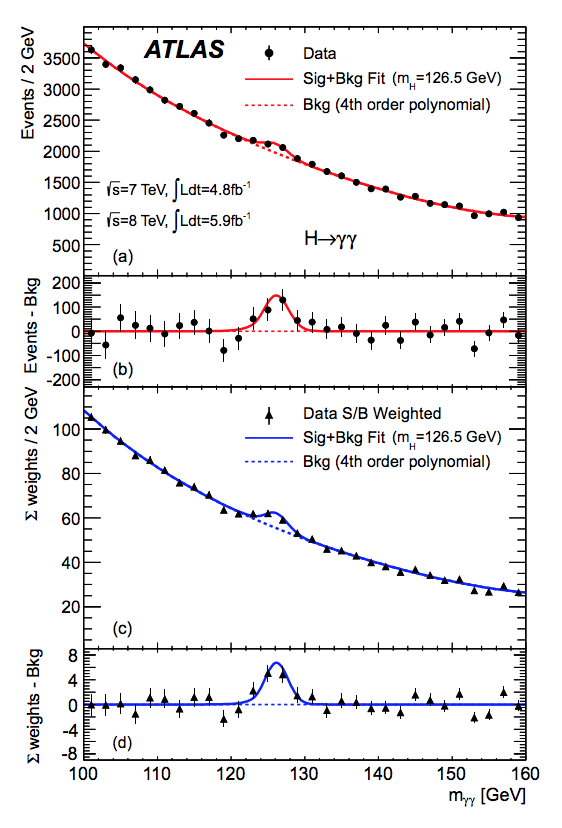 ATLAS
Data
Sig+Bkg Fit (m_H=126.5 GeV)
Bkg (4th order polynomial)
Events / 2 GeV
3500
3000
2500
2000
1500
1000
500
√s=7 TeV, ∫Ldt=4.8fb⁻¹
√s=8 TeV, ∫Ldt=5.9fb⁻¹
H→γγ
(a)
Events - Bkg
200
100
0
-100
-200
(b)
Σ weights / 2 GeV
100
80
60
40
20
Data S/B Weighted
Sig+Bkg Fit (m_H=126.5 GeV)
Bkg (4th order polynomial)
(c)
Σ weights - Bkg
8
4
0
-4
-8
(d)
100 110 120 130 140 150 160
m_γγ [GeV]